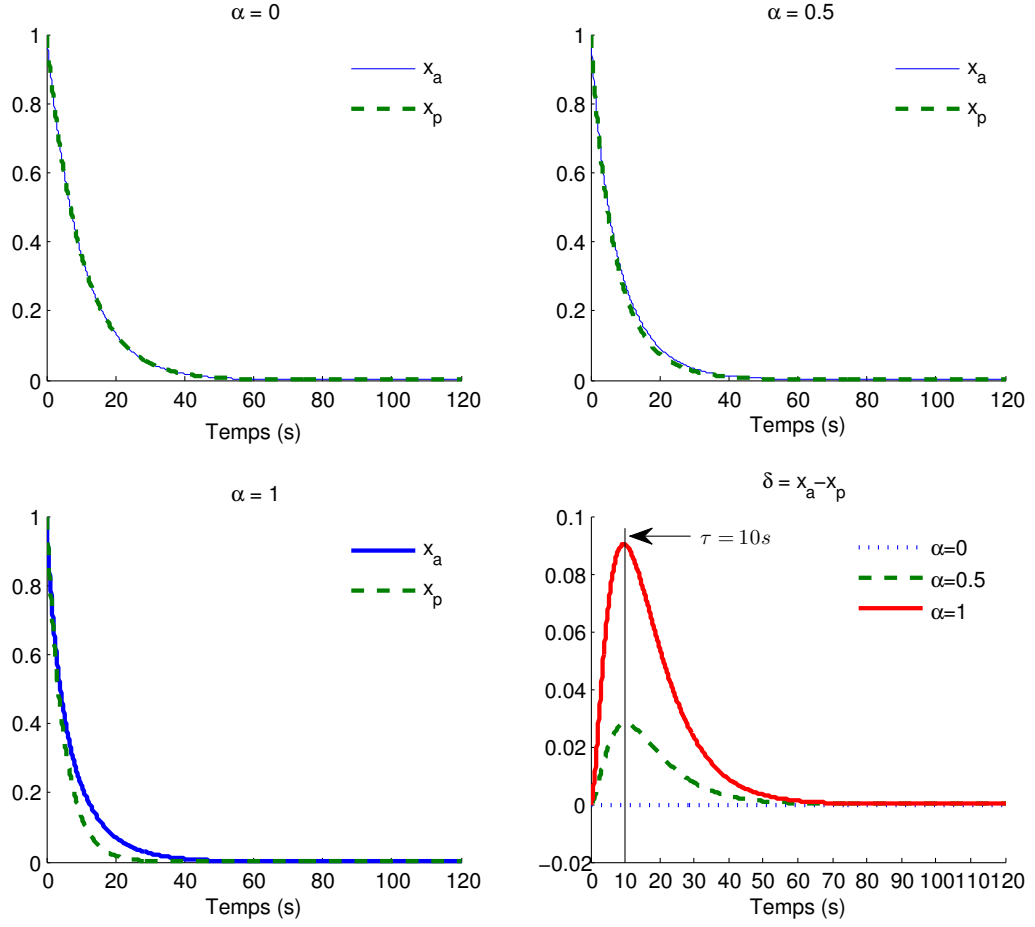 α = 0
1
0.8
0.6
0.4
0.2
0
0 20 40 60 80 100 120
Temps (s)
x_a
x_p
α = 0.5
1
0.8
0.6
0.4
0.2
0
0 20 40 60 80 100 120
Temps (s)
x_a
x_p
α = 1
1
0.8
0.6
0.4
0.2
0
0 20 40 60 80 100 120
Temps (s)
x_a
x_p
δ = x_a−x_p
0.1
0.08
0.06
0.04
0.02
0
−0.02
0 10 20 30 40 50 60 70 80 90 100 110 120
Temps (s)
τ = 10s
α=0
α=0.5
α=1